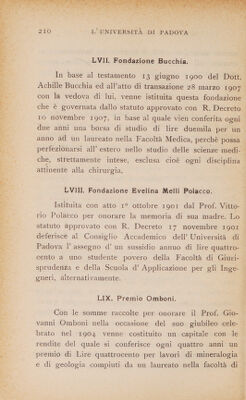 210 L'UNIVERSITÀ DI PADOVA
LVII. Fondazione Bucchia.
In base al testamento 13 giugno 1900 del Dott.
Achille Bucchia ed all'atto di transazione 28 marzo 1907
con la vedova di lui, venne istituita questa fondazione
che è governata dallo statuto approvato con R. Decreto
10 novembre 1907, in base al quale vien conferita ogni
due anni una borsa di studio di lire duemila per un
anno ad un laureato nella Facoltà Medica, perchè possa
perfezionarsi all'estero nello studio delle scienze medi-
che, strettamente intese, esclusa cioè ogni disciplina
attinente alla chirurgia.
LVIII. Fondazione Evelina Melli Polacco.
Istituita con atto 1° ottobre 1901 dal Prof. Vitto-
rio Polacco per onorare la memoria di sua madre. Lo
statuto approvato con R. Decreto 17 novembre 1901
deferisce al Consiglio Accademico dell'Università di
Padova l'assegno d'un sussidio annuo di lire quattro-
cento a uno studente povero della Facoltà di Giuri-
sprudenza e della Scuola d'Applicazione per gli Inge-
gneri, alternativamente.
LIX. Premio Omboni.
Con le somme raccolte per onorare il Prof. Gio-
vanni Omboni nella occasione del suo giubileo cele-
brato nel 1904 venne costituito un capitale con le
rendite del quale si conferisce ogni quattro anni un
premio di Lire quattrocento per lavori di mineralogia
e di geologia compiuti da un laureato nella facoltà di